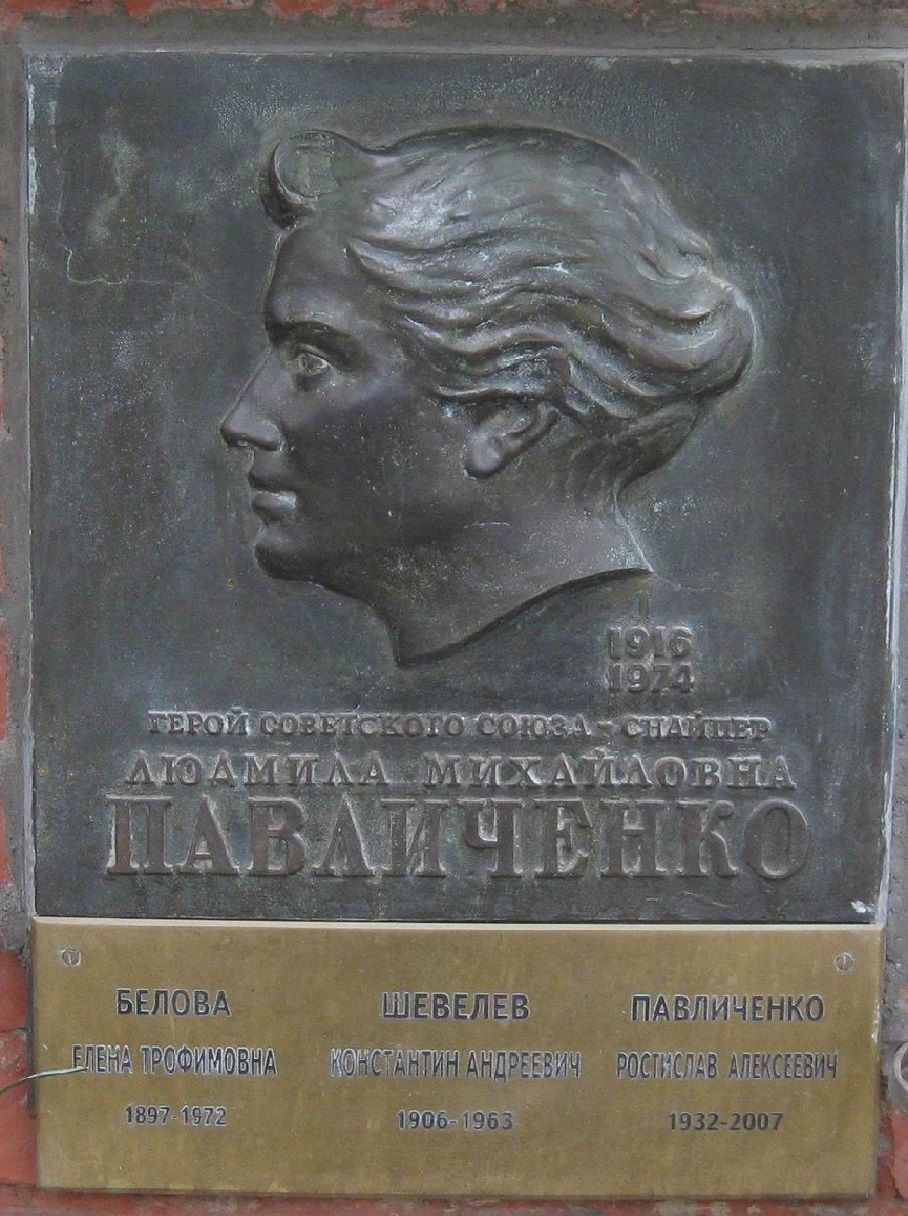 1916
1974
ГЕРОЙ СОВЕТСКОГО СОЮЗА - СНАЙПЕР
ЛЮДМИЛА МИХАЙЛОВНА
ПАВЛИЧЕНКО
БЕЛОВА
ЕЛЕНА ТРОФИМОВНА
1897-1972
ШЕВЕЛЕВ
КОНСТАНТИН АНДРЕЕВИЧ
1906-1963
ПАВЛИЧЕНКО
РОСТИСЛАВ АЛЕКСЕЕВИЧ
1932-2007